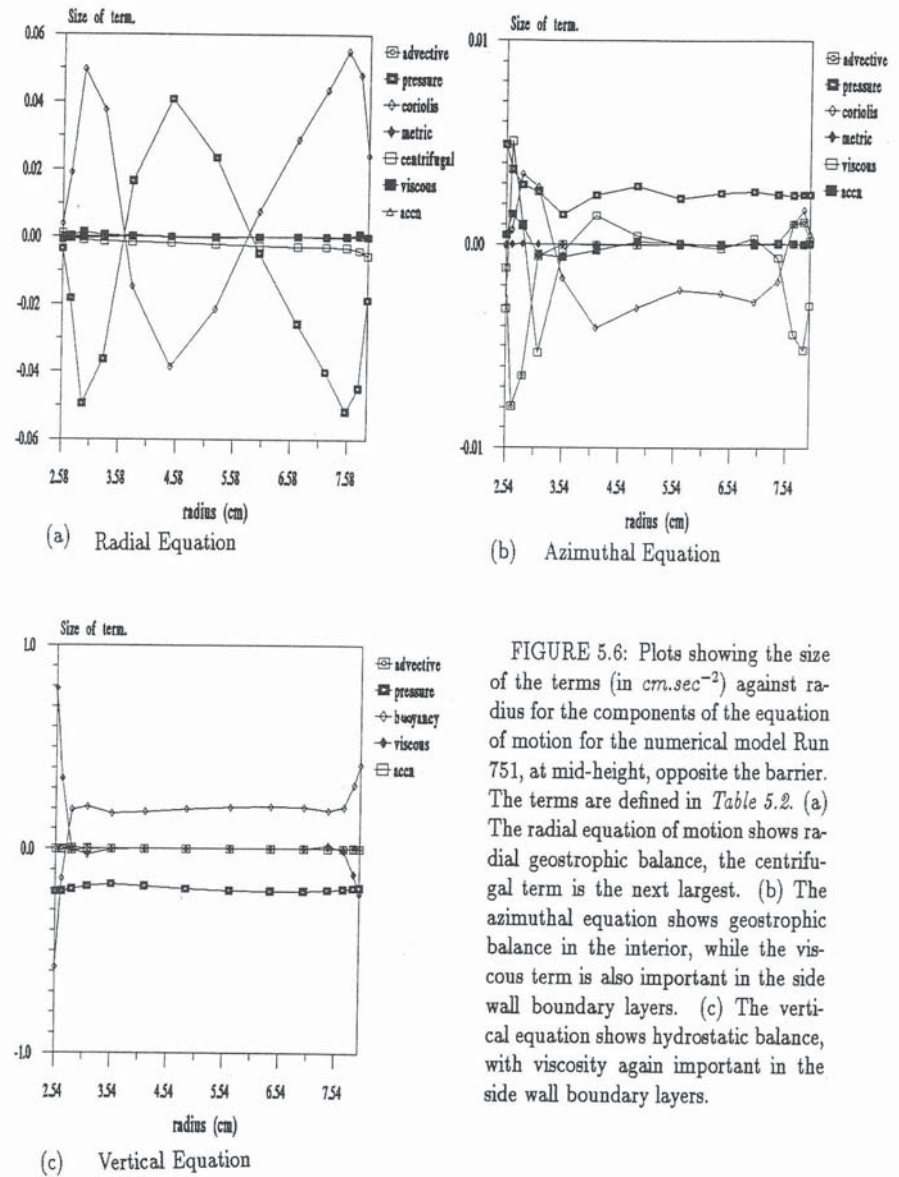 Size of term.
0.06
0.04
0.02
0.00
-0.02
-0.04
-0.06
2.58 3.58 4.58 5.58 6.58 7.58
radius (cm)
advective
pressure
coriolis
metric
centrifugal
viscous
accn
(a) Radial Equation
Size of term.
0.01
0.00
-0.01
2.54 3.54 4.54 5.54 6.54 7.54
radius (cm)
advective
pressure
coriolis
metric
viscous
accn
(b) Azimuthal Equation
Size of term.
1.0
0.0
-1.0
2.54 3.54 4.54 5.54 6.54 7.54
radius (cm)
advective
pressure
buoyancy
viscous
accn
(c) Vertical Equation
FIGURE 5.6: Plots showing the size
of the terms (in cm.sec⁻²) against ra-
dius for the components of the equation
of motion for the numerical model Run
751, at mid-height, opposite the barrier.
The terms are defined in Table 5.2. (a)
The radial equation of motion shows ra-
dial geostrophic balance, the centrifu-
gal term is the next largest. (b) The
azimuthal equation shows geostrophic
balance in the interior, while the vis-
cous term is also important in the side
wall boundary layers. (c) The verti-
cal equation shows hydrostatic balance,
with viscosity again important in the
side wall boundary layers.